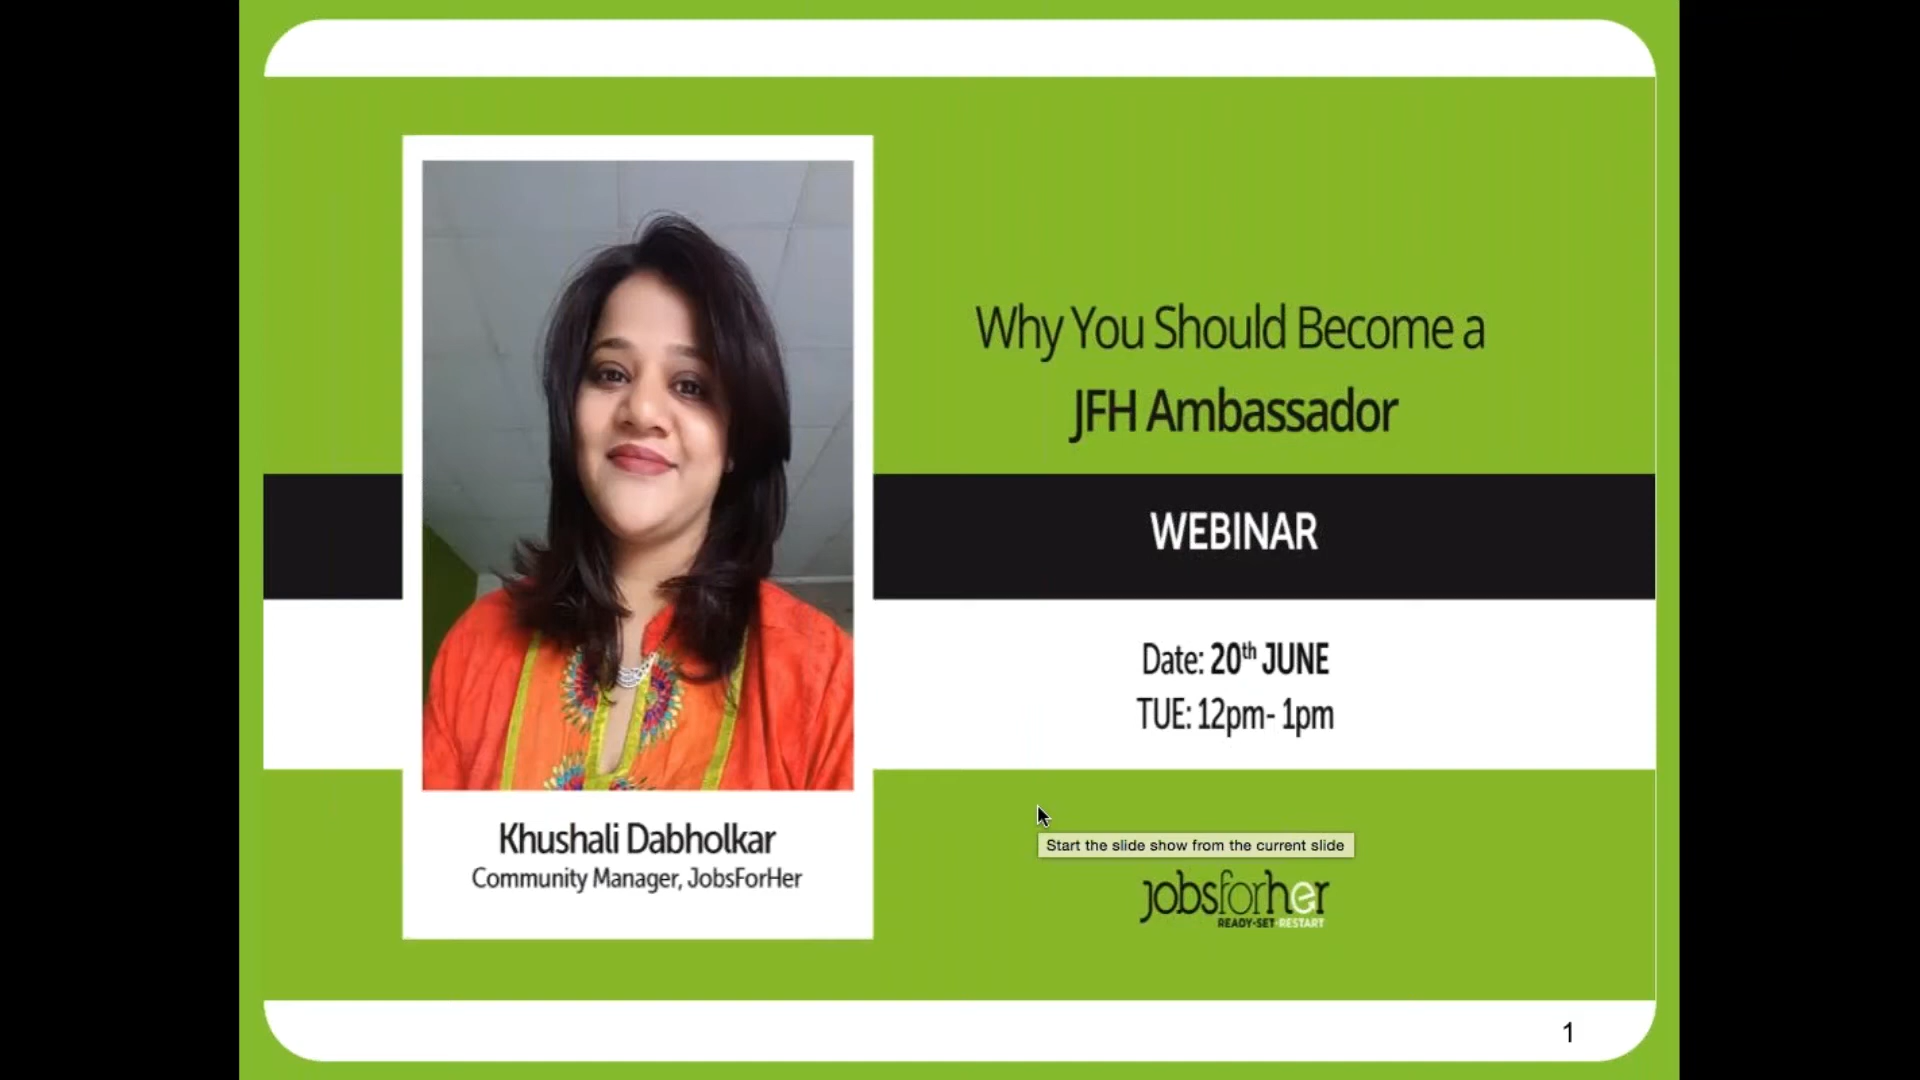 Why You Should Become a
JFH Ambassador
WEBINAR
Date: 20th JUNE
TUE: 12pm- 1pm
Khushali Dabholkar
Community Manager, JobsForHer
Start the slide show from the current slide
jobsforher
READY·SET·RESTART
1